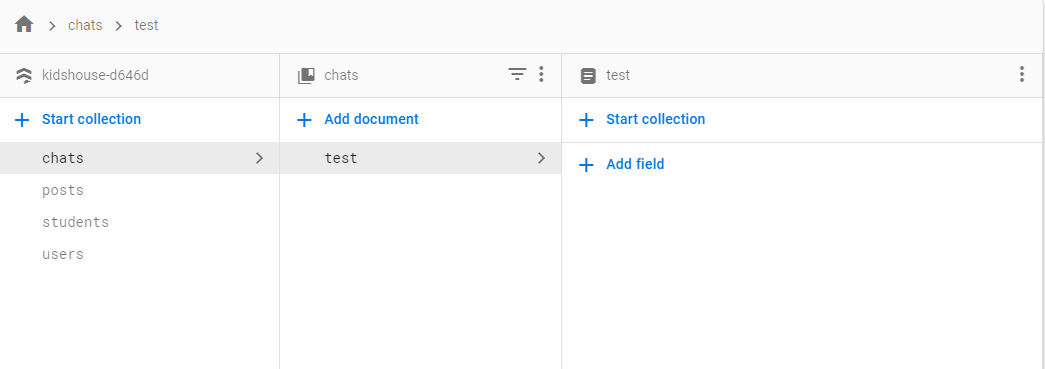 chats > test
kidshouse-d646d
Start collection
chats
posts
students
users
chats
Add document
test
test
Start collection
Add field